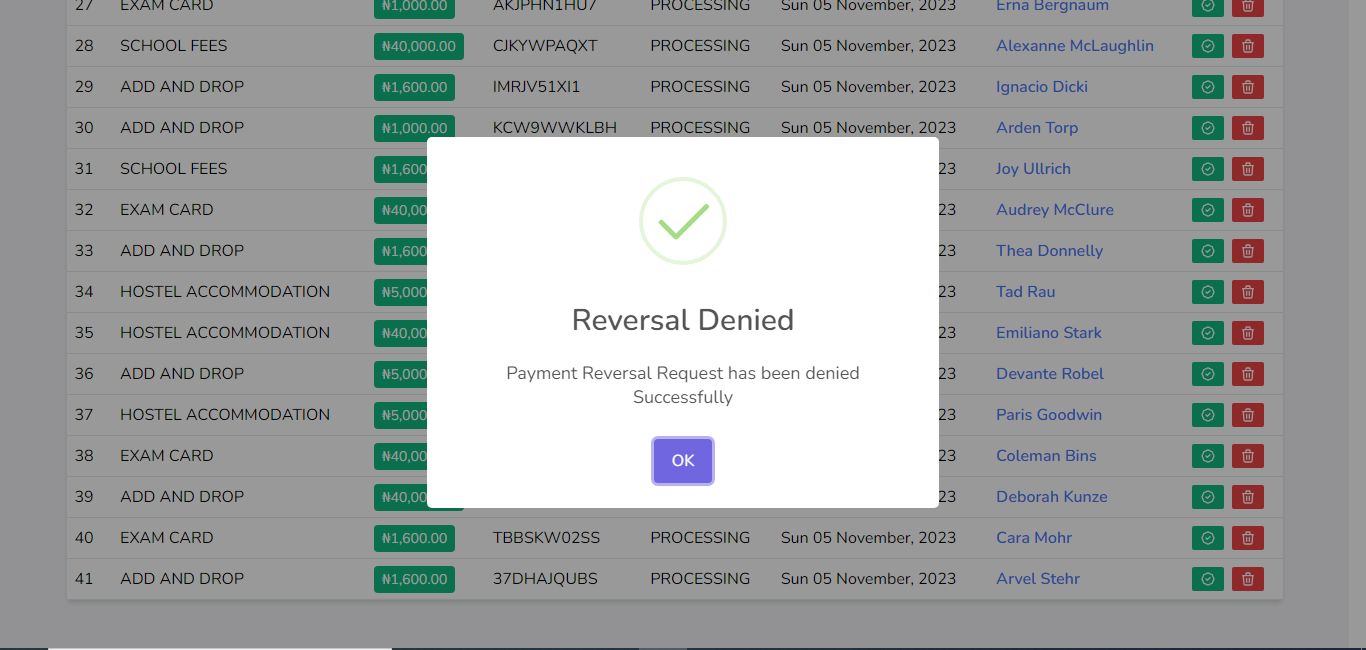 27 EXAM CARD ₦1,000.00 AKJPHN1HU7 PROCESSING Sun 05 November, 2023 Erna Bergnaum
28 SCHOOL FEES ₦40,000.00 CJKYWPAQXT PROCESSING Sun 05 November, 2023 Alexanne McLaughlin
29 ADD AND DROP ₦1,600.00 IMRJV51XI1 PROCESSING Sun 05 November, 2023 Ignacio Dicki
30 ADD AND DROP ₦1,000.00 KCW9WWKLBH PROCESSING Sun 05 November, 2023 Arden Torp
31 SCHOOL FEES ₦1,600 23 Joy Ullrich
32 EXAM CARD ₦40,00 23 Audrey McClure
33 ADD AND DROP ₦1,600 23 Thea Donnelly
34 HOSTEL ACCOMMODATION ₦5,000 23 Tad Rau
35 HOSTEL ACCOMMODATION ₦40,00 23 Emiliano Stark
36 ADD AND DROP ₦5,000 23 Devante Robel
37 HOSTEL ACCOMMODATION ₦5,000 23 Paris Goodwin
38 EXAM CARD ₦40,00 23 Coleman Bins
39 ADD AND DROP ₦40,00 23 Deborah Kunze
40 EXAM CARD ₦1,600.00 TBBSKW02SS PROCESSING Sun 05 November, 2023 Cara Mohr
41 ADD AND DROP ₦1,600.00 37DHAJQUBS PROCESSING Sun 05 November, 2023 Arvel Stehr
Reversal Denied
Payment Reversal Request has been denied
Successfully
OK